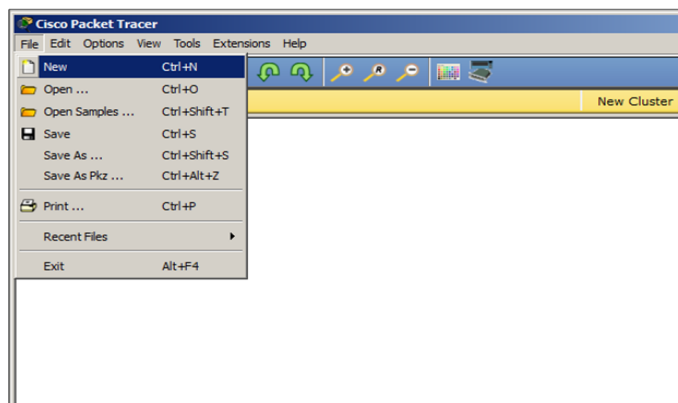 Cisco Packet Tracer
File Edit Options View Tools Extensions Help
New Ctrl+N
Open ... Ctrl+O
Open Samples ... Ctrl+Shift+T
New Cluster
Save Ctrl+S
Save As ... Ctrl+Shift+S
Save As Pkz ... Ctrl+Alt+Z
Print ... Ctrl+P
Recent Files
Exit Alt+F4